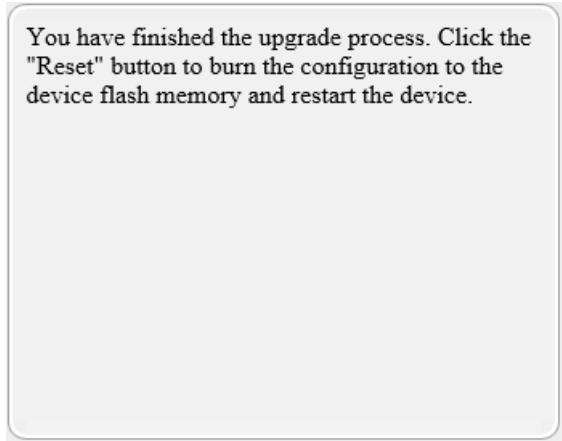 You have finished the upgrade process. Click the
"Reset" button to burn the configuration to the
device flash memory and restart the device.